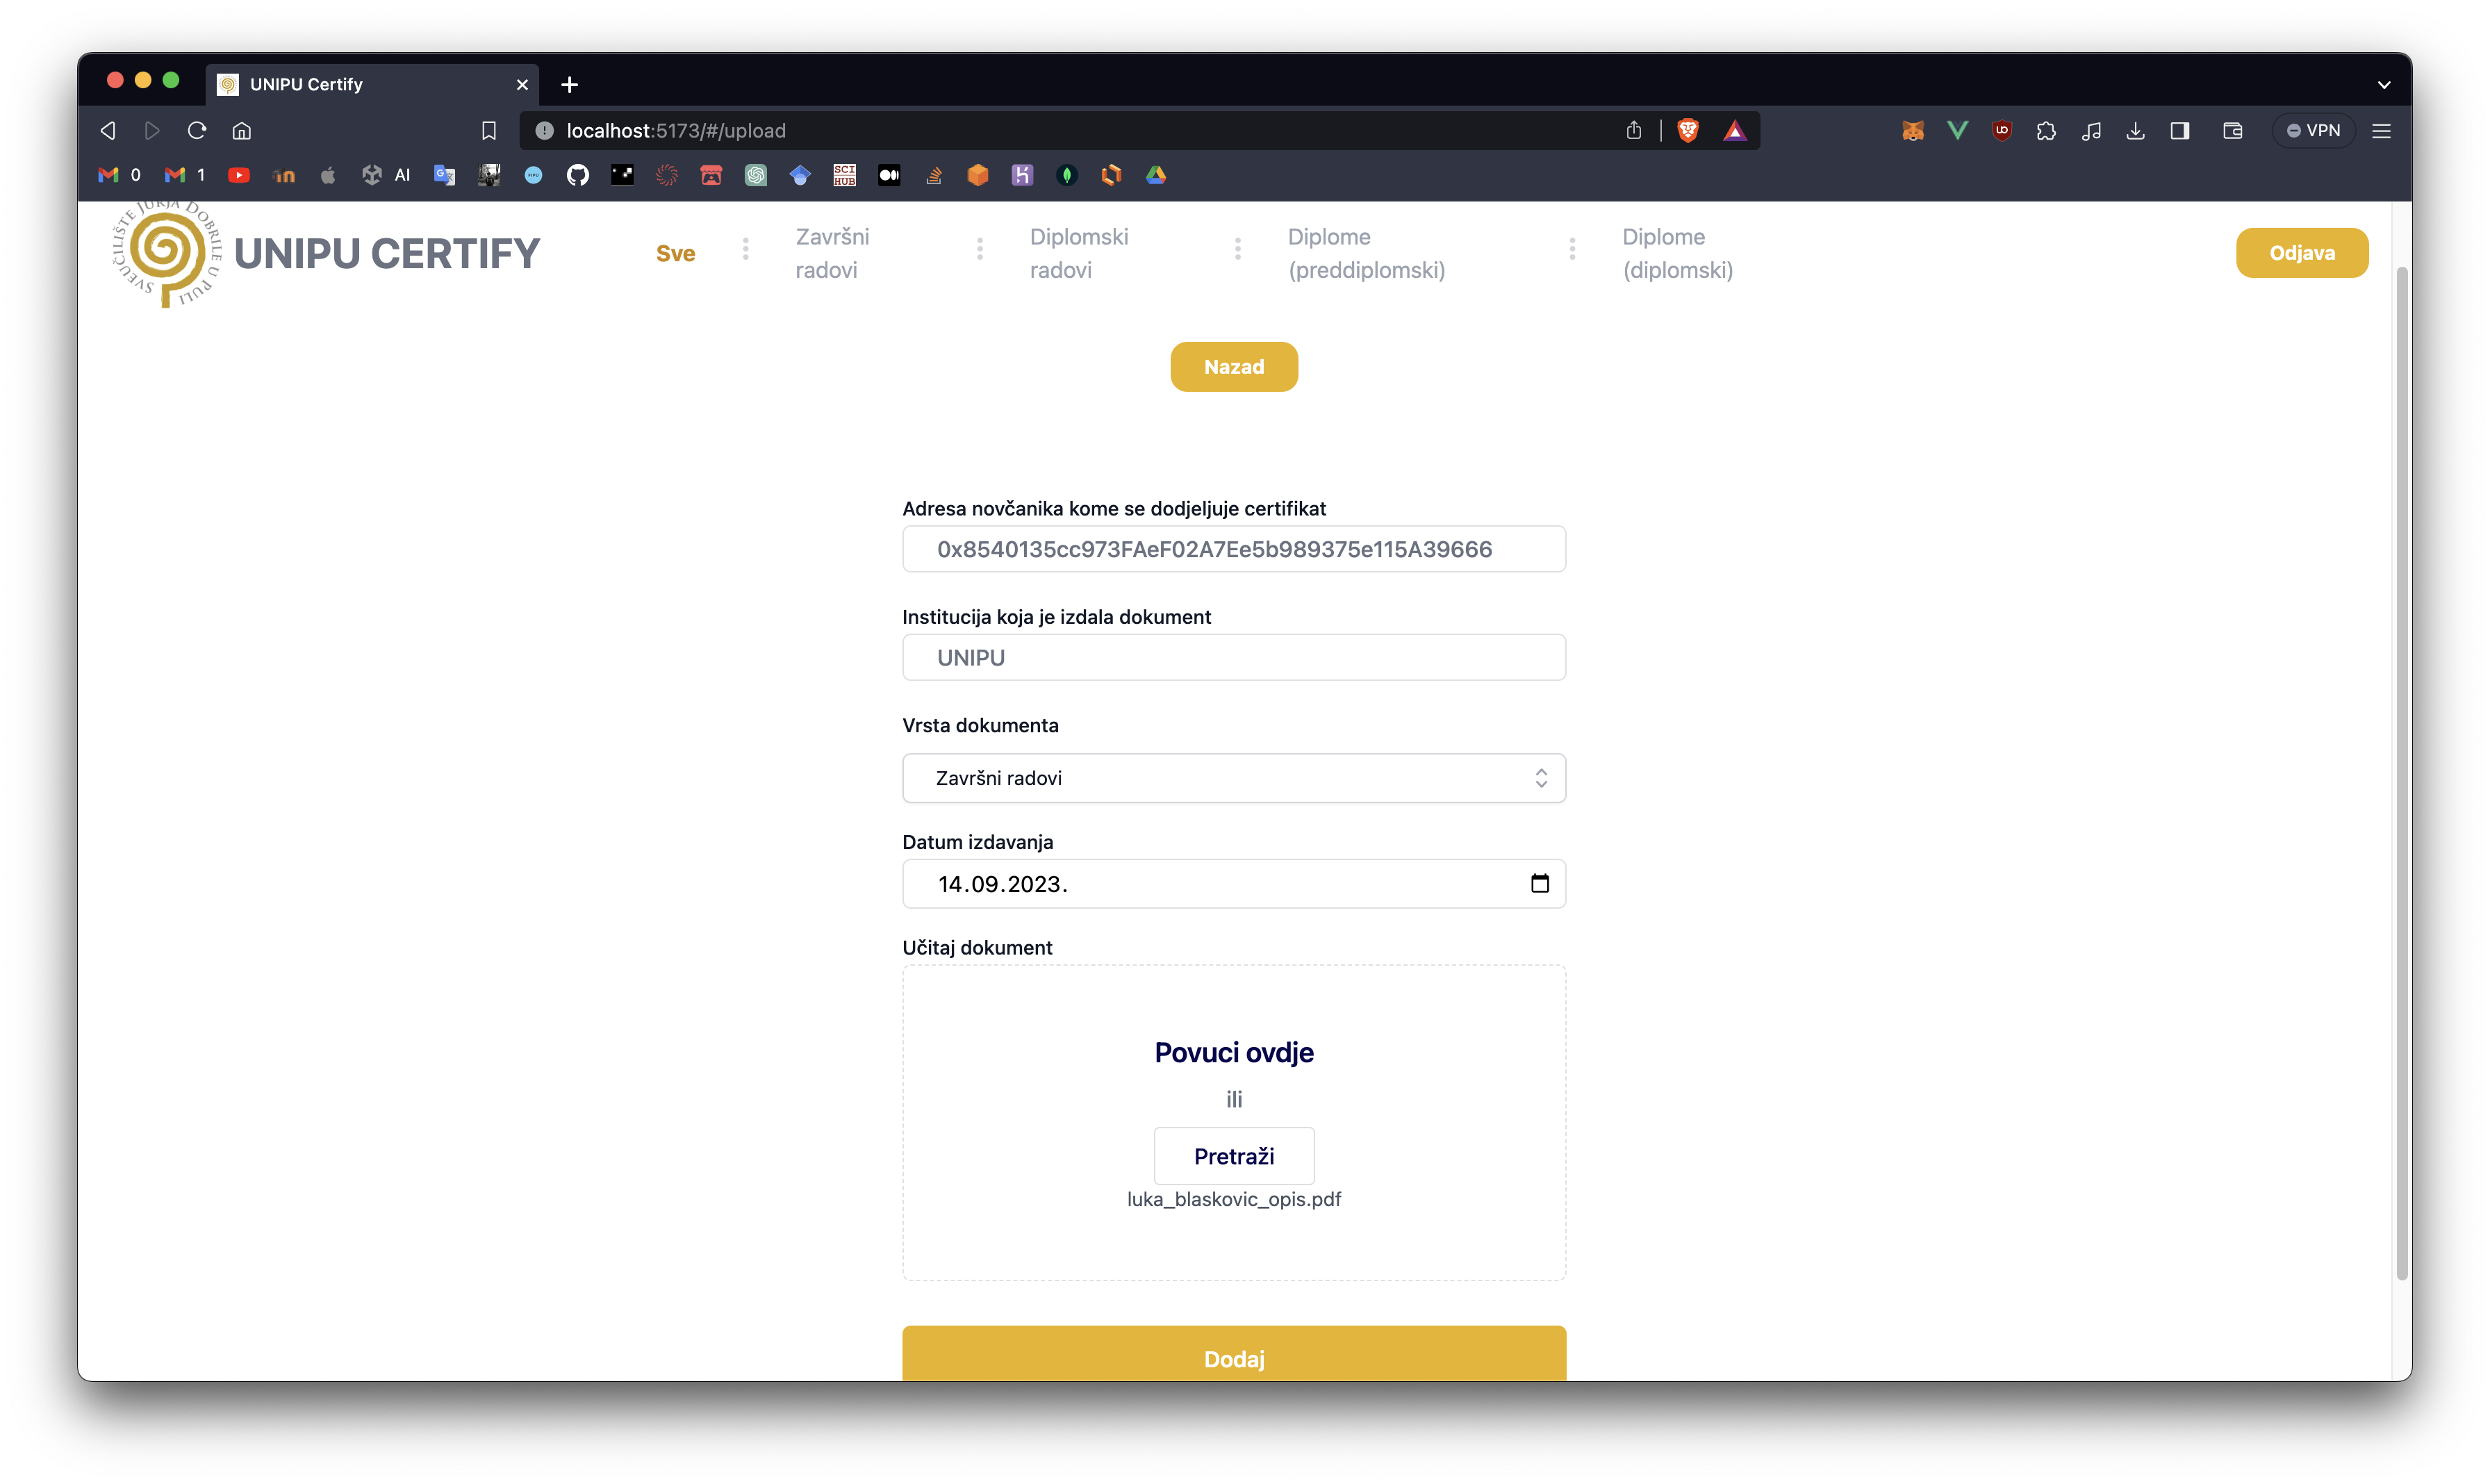 UNIPU Certify
localhost:5173/#/upload
VPN
0
1
AI
SCI
HUB
SVEUČILIŠTE JURJA DOBRILE U PULI
UNIPU CERTIFY
Sve
Završni
radovi
Diplomski
radovi
Diplome
(preddiplomski)
Diplome
(diplomski)
Odjava
Nazad
Adresa novčanika kome se dodjeljuje certifikat
0x8540135cc973FAeF02A7Ee5b989375e115A39666
Institucija koja je izdala dokument
UNIPU
Vrsta dokumenta
Završni radovi
Datum izdavanja
14.09.2023.
Učitaj dokument
Povuci ovdje
ili
Pretraži
luka_blaskovic_opis.pdf
Dodaj